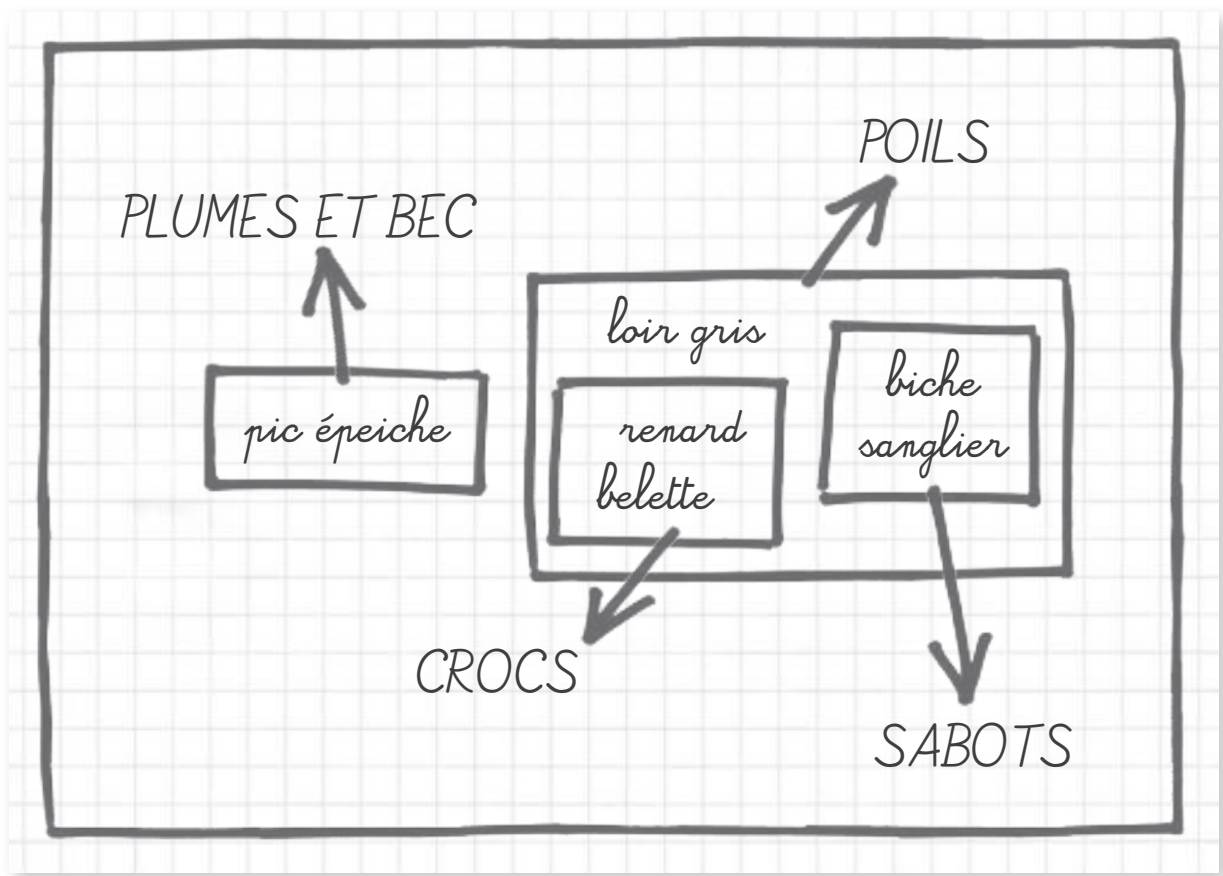 POILS
PLUMES ET BEC
loir gris
biche
sanglier
pic épeiche
renard
belette
CROCS
SABOTS